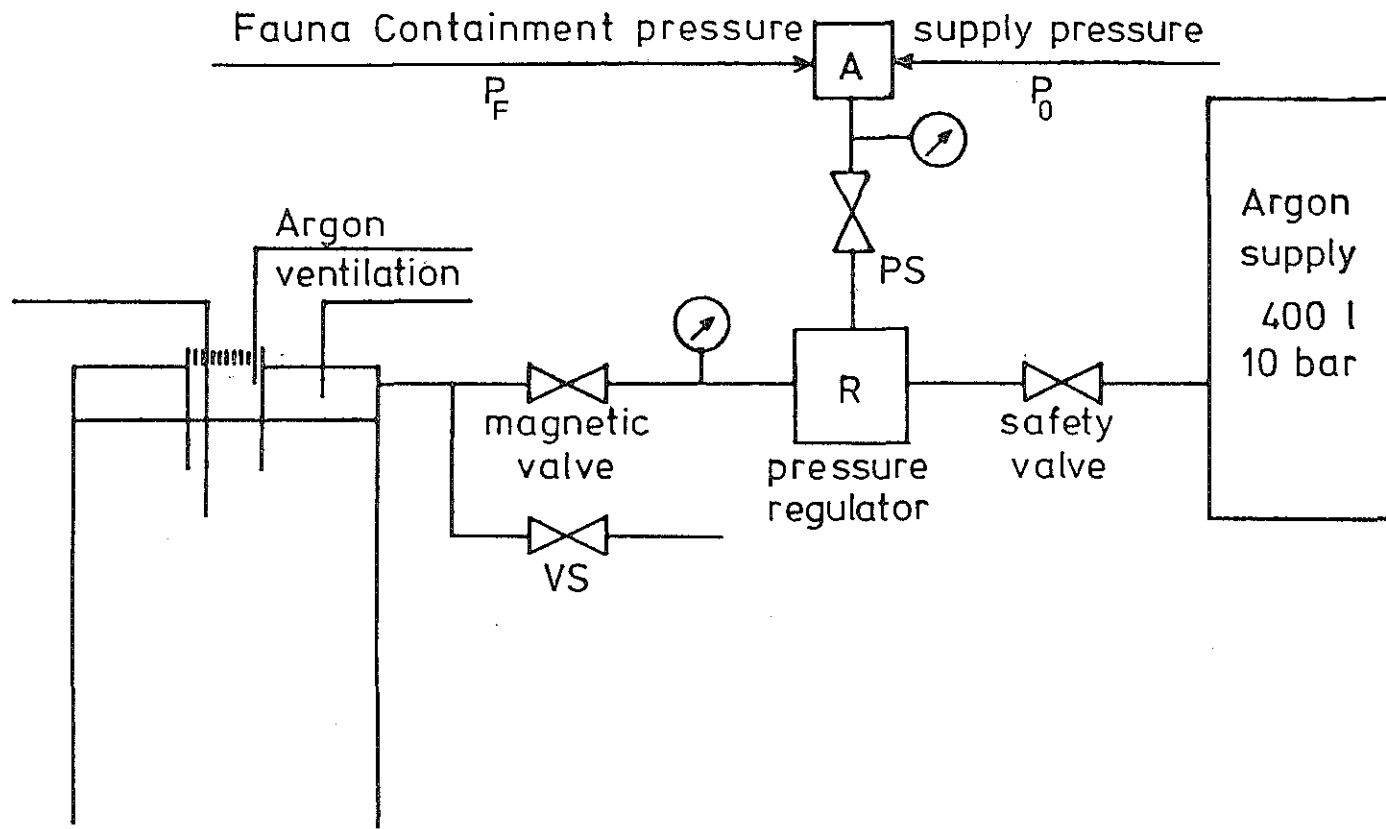 Fauna Containment pressure
P_F
A
supply pressure
P_0
Argon
ventilation
PS
Argon
supply
400 l
10 bar
magnetic
valve
R
pressure
regulator
safety
valve
VS